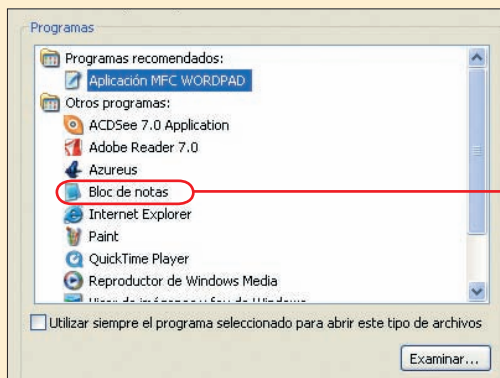 Programas
Programas recomendados:
Aplicación MFC WORDPAD
Otros programas:
ACDSee 7.0 Application
Adobe Reader 7.0
Azureus
Bloc de notas
Internet Explorer
Paint
QuickTime Player
Reproductor de Windows Media
Utilizar siempre el programa seleccionado para abrir este tipo de archivos
Examinar...